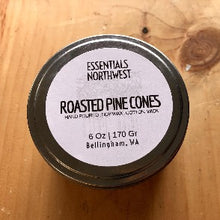 ESSENTIALS
NORTHWEST
ROASTED PINE CONES
HAND POURED, SOY WAX, COTTON WICK
6 Oz | 170 Gr
Bellingham, WA